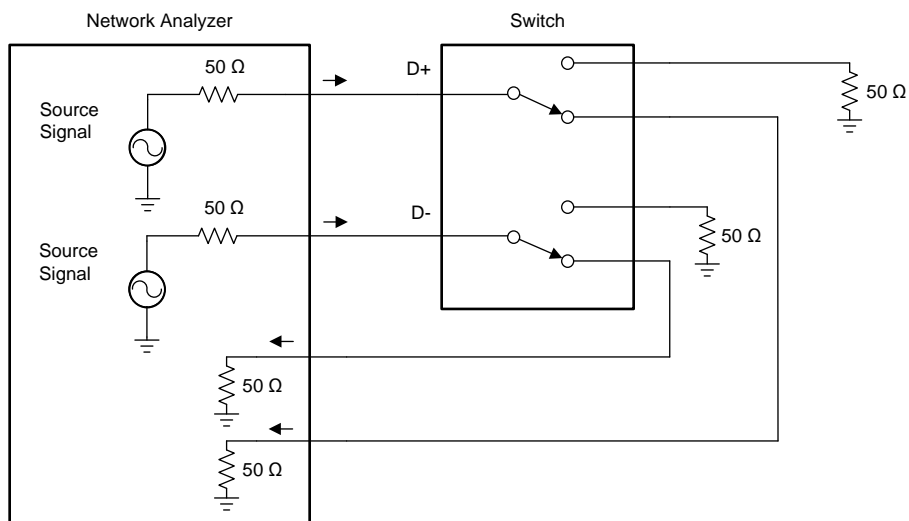 Network Analyzer
Switch
50 Ω
D+
50 Ω
Source
Signal
50 Ω
D-
50 Ω
Source
Signal
50 Ω
50 Ω